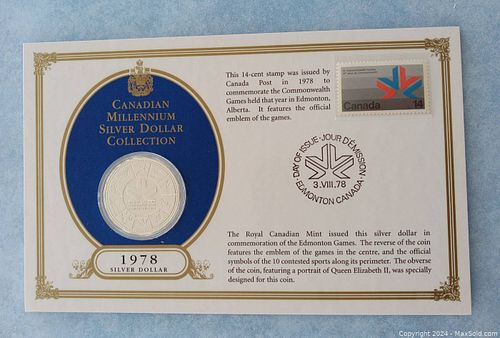 CANADIAN
MILLENNIUM
SILVER DOLLAR
COLLECTION
1978
SILVER DOLLAR
This 14-cent stamp was issued by
Canada Post in 1978 to
commemorate the Commonwealth
Games held that year in Edmonton,
Alberta. It features the official
emblem of the games.
Canada 14
DAY OF ISSUE · JOUR D'ÉMISSION
3.VIII.78
EDMONTON CANADA
The Royal Canadian Mint issued this silver dollar in
commemoration of the Edmonton Games. The reverse of the coin
features the emblem of the games in the centre, and the official
symbols of the 10 contested sports along its perimeter. The obverse
of the coin, featuring a portrait of Queen Elizabeth II, was specially
designed for this coin.
Copyright 2024 - MaxSold.com